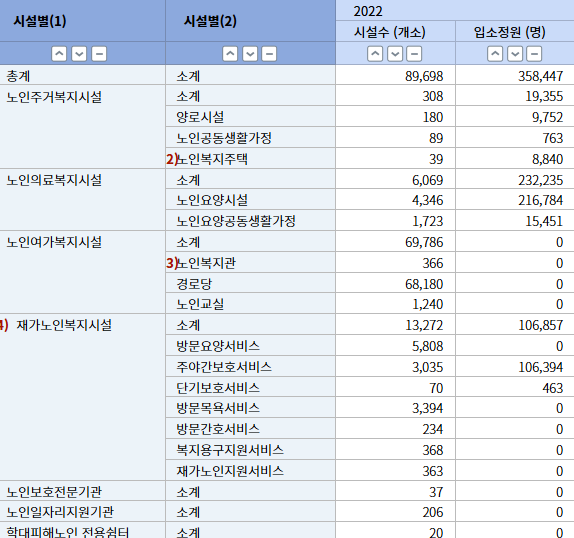 시설별(1) 시설별(2) 2022
시설수 (개소) 입소정원 (명)
총계 소계 89,698 358,447
노인주거복지시설 소계 308 19,355
양로시설 180 9,752
노인공동생활가정 89 763
2)노인복지주택 39 8,840
노인의료복지시설 소계 6,069 232,235
노인요양시설 4,346 216,784
노인요양공동생활가정 1,723 15,451
노인여가복지시설 소계 69,786 0
3)노인복지관 366 0
경로당 68,180 0
노인교실 1,240 0
4) 재가노인복지시설 소계 13,272 106,857
방문요양서비스 5,808 0
주야간보호서비스 3,035 106,394
단기보호서비스 70 463
방문목욕서비스 3,394 0
방문간호서비스 234 0
복지용구지원서비스 368 0
재가노인지원서비스 363 0
노인보호전문기관 소계 37 0
노인일자리지원기관 소계 206 0
학대피해노인 전용쉼터 소계 20 0